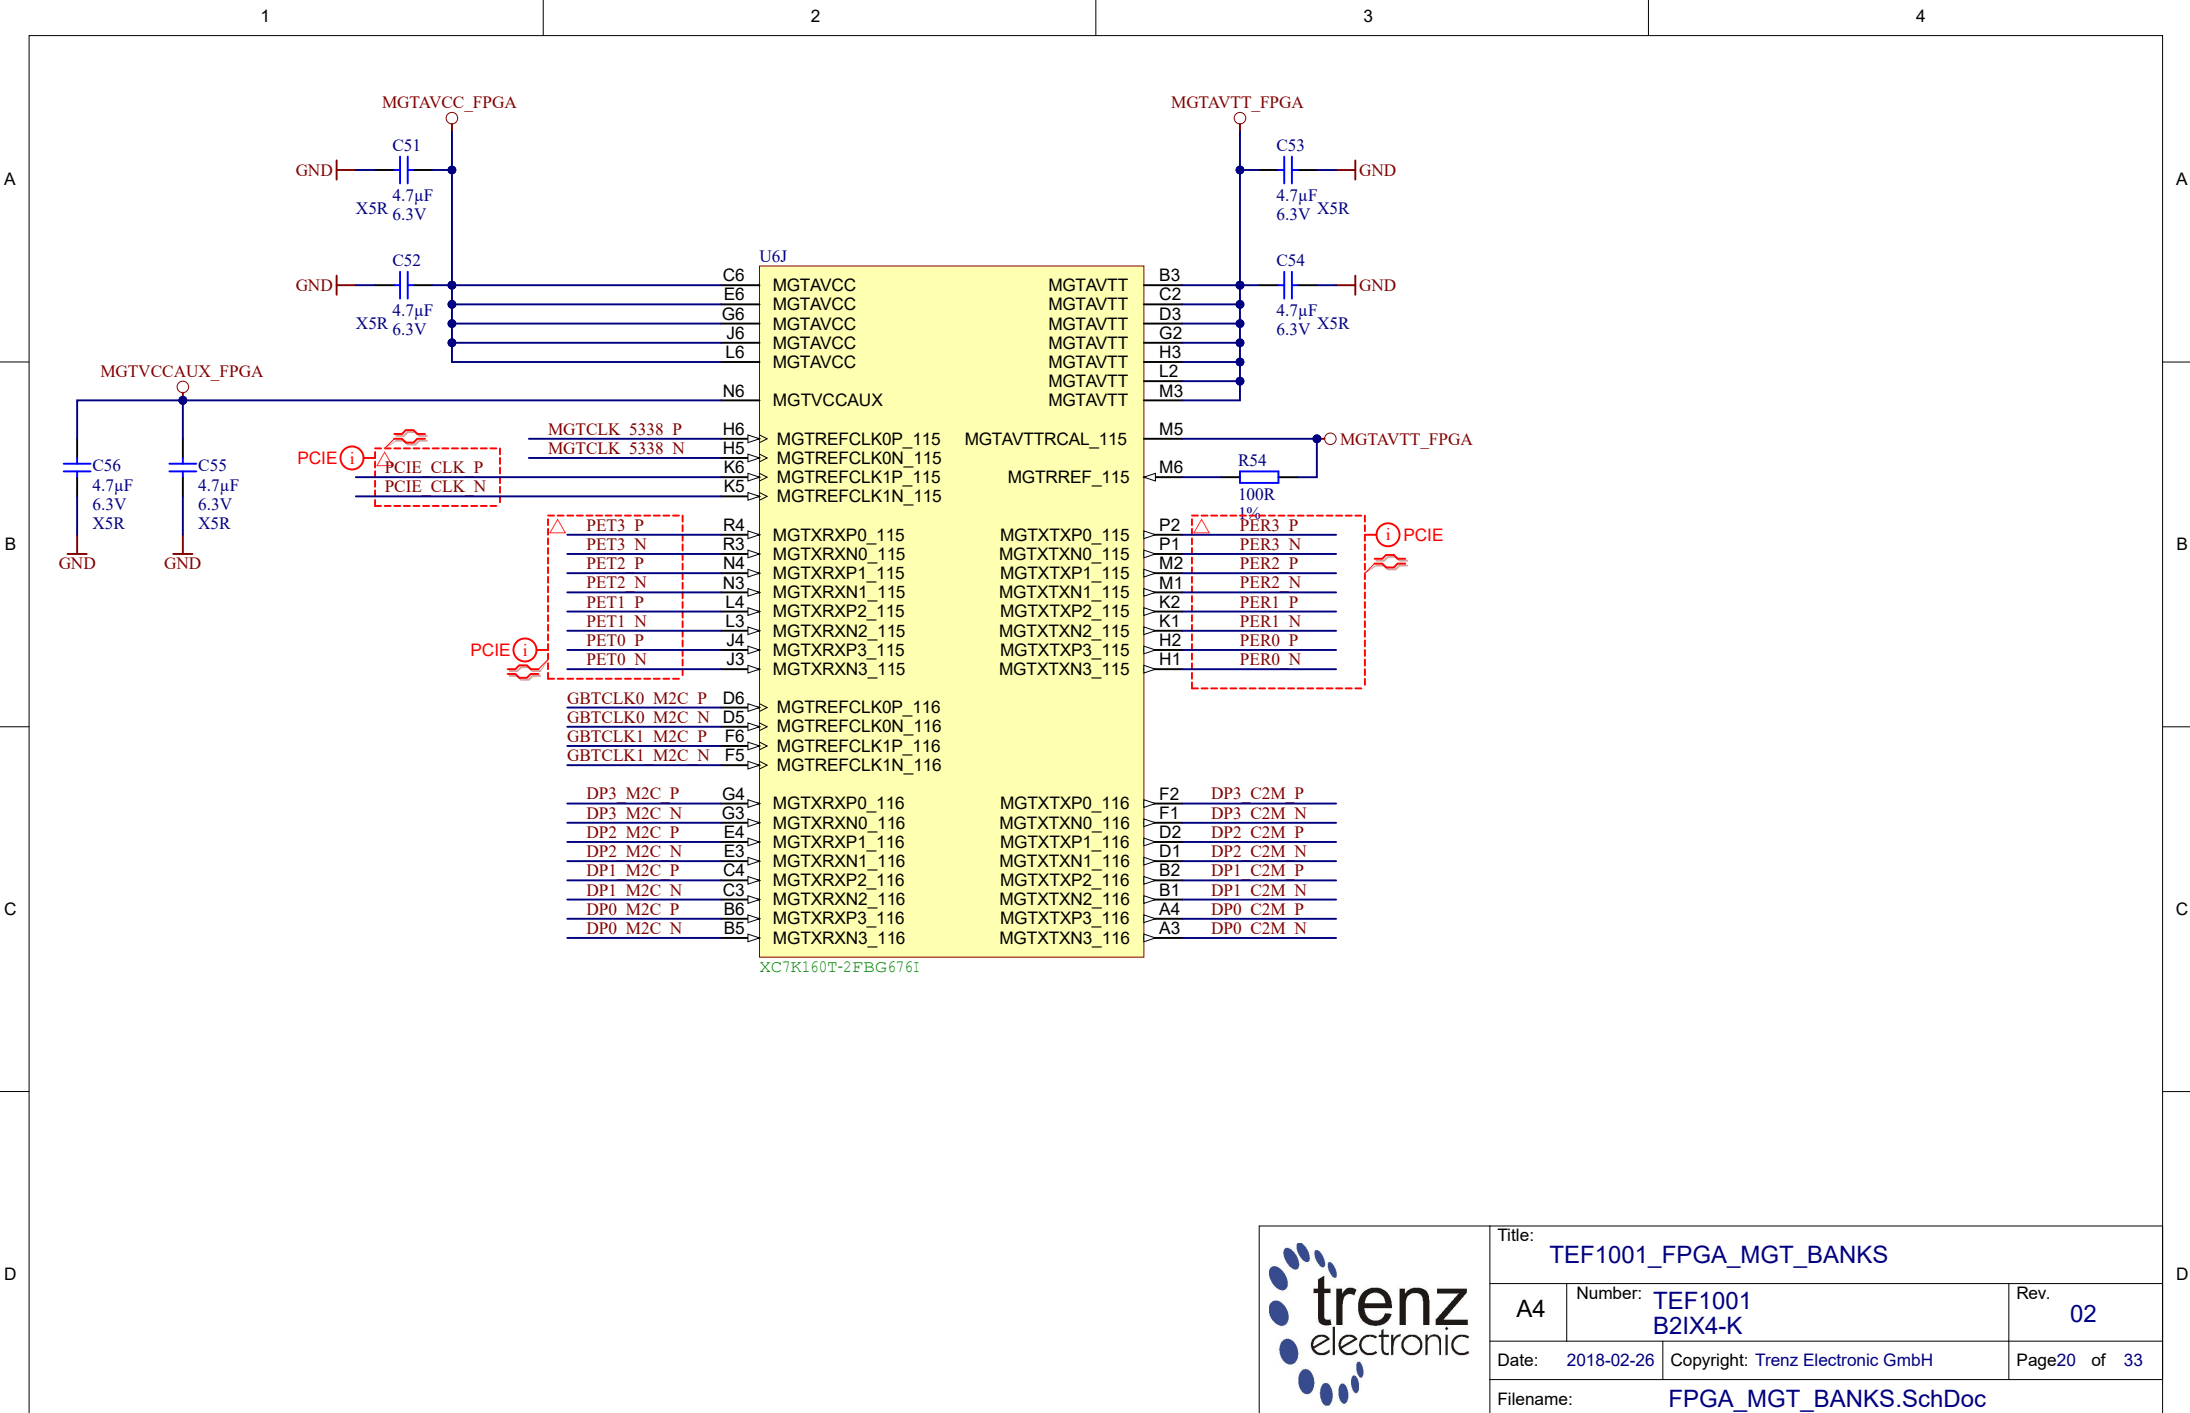 1 2 3 4
MGTAVCC_FPGA MGTAVTT_FPGA
C51 C53
GND GND
A A
4.7µF 4.7µF
X5R 6.3V 6.3V X5R
U6J
C52 C54
GND GND
4.7µF 4.7µF
X5R 6.3V 6.3V X5R
C6 MGTAVCC MGTAVTT B3
E6 MGTAVCC MGTAVTT C2
G6 MGTAVCC MGTAVTT D3
J6 MGTAVCC MGTAVTT G2
L6 MGTAVCC MGTAVTT H3
MGTAVTT L2
MGTVCCAUX_FPGA
N6 MGTVCCAUX MGTAVTT M3
MGTCLK_5338_P H6 MGTREFCLK0P_115 MGTAVTTRCAL_115 M5 MGTAVTT_FPGA
MGTCLK_5338_N H5 MGTREFCLK0N_115
PCIE i
PCIE_CLK_P K6 MGTREFCLK1P_115 MGTRREF_115 M6 R54
PCIE_CLK_N K5 MGTREFCLK1N_115 100R
1%
C56 C55
4.7µF 4.7µF
6.3V 6.3V
X5R X5R
GND GND
B B
PET3_P R4 MGTXRXP0_115 MGTXTXP0_115 P2 PER3_P i PCIE
PET3_N R3 MGTXRXN0_115 MGTXTXN0_115 P1 PER3_N
PET2_P N4 MGTXRXP1_115 MGTXTXP1_115 M2 PER2_P
PET2_N N3 MGTXRXN1_115 MGTXTXN1_115 M1 PER2_N
PET1_P L4 MGTXRXP2_115 MGTXTXP2_115 K2 PER1_P
PET1_N L3 MGTXRXN2_115 MGTXTXN2_115 K1 PER1_N
PCIE i PET0_P J4 MGTXRXP3_115 MGTXTXP3_115 H2 PER0_P
PET0_N J3 MGTXRXN3_115 MGTXTXN3_115 H1 PER0_N
GBTCLK0_M2C_P D6 MGTREFCLK0P_116
GBTCLK0_M2C_N D5 MGTREFCLK0N_116
GBTCLK1_M2C_P F6 MGTREFCLK1P_116
GBTCLK1_M2C_N F5 MGTREFCLK1N_116
DP3_M2C_P G4 MGTXRXP0_116 MGTXTXP0_116 F2 DP3_C2M_P
DP3_M2C_N G3 MGTXRXN0_116 MGTXTXN0_116 F1 DP3_C2M_N
DP2_M2C_P E4 MGTXRXP1_116 MGTXTXP1_116 D2 DP2_C2M_P
DP2_M2C_N E3 MGTXRXN1_116 MGTXTXN1_116 D1 DP2_C2M_N
DP1_M2C_P C4 MGTXRXP2_116 MGTXTXP2_116 B2 DP1_C2M_P
DP1_M2C_N C3 MGTXRXN2_116 MGTXTXN2_116 B1 DP1_C2M_N
DP0_M2C_P B6 MGTXRXP3_116 MGTXTXP3_116 A4 DP0_C2M_P
DP0_M2C_N B5 MGTXRXN3_116 MGTXTXN3_116 A3 DP0_C2M_N
C C
XC7K160T-2FBG676I
D D
trenz
electronic
Title:
TEF1001_FPGA_MGT_BANKS
A4 Number: TEF1001 Rev.
B2IX4-K 02
Date: 2018-02-26 Copyright: Trenz Electronic GmbH Page20 of 33
Filename: FPGA_MGT_BANKS.SchDoc